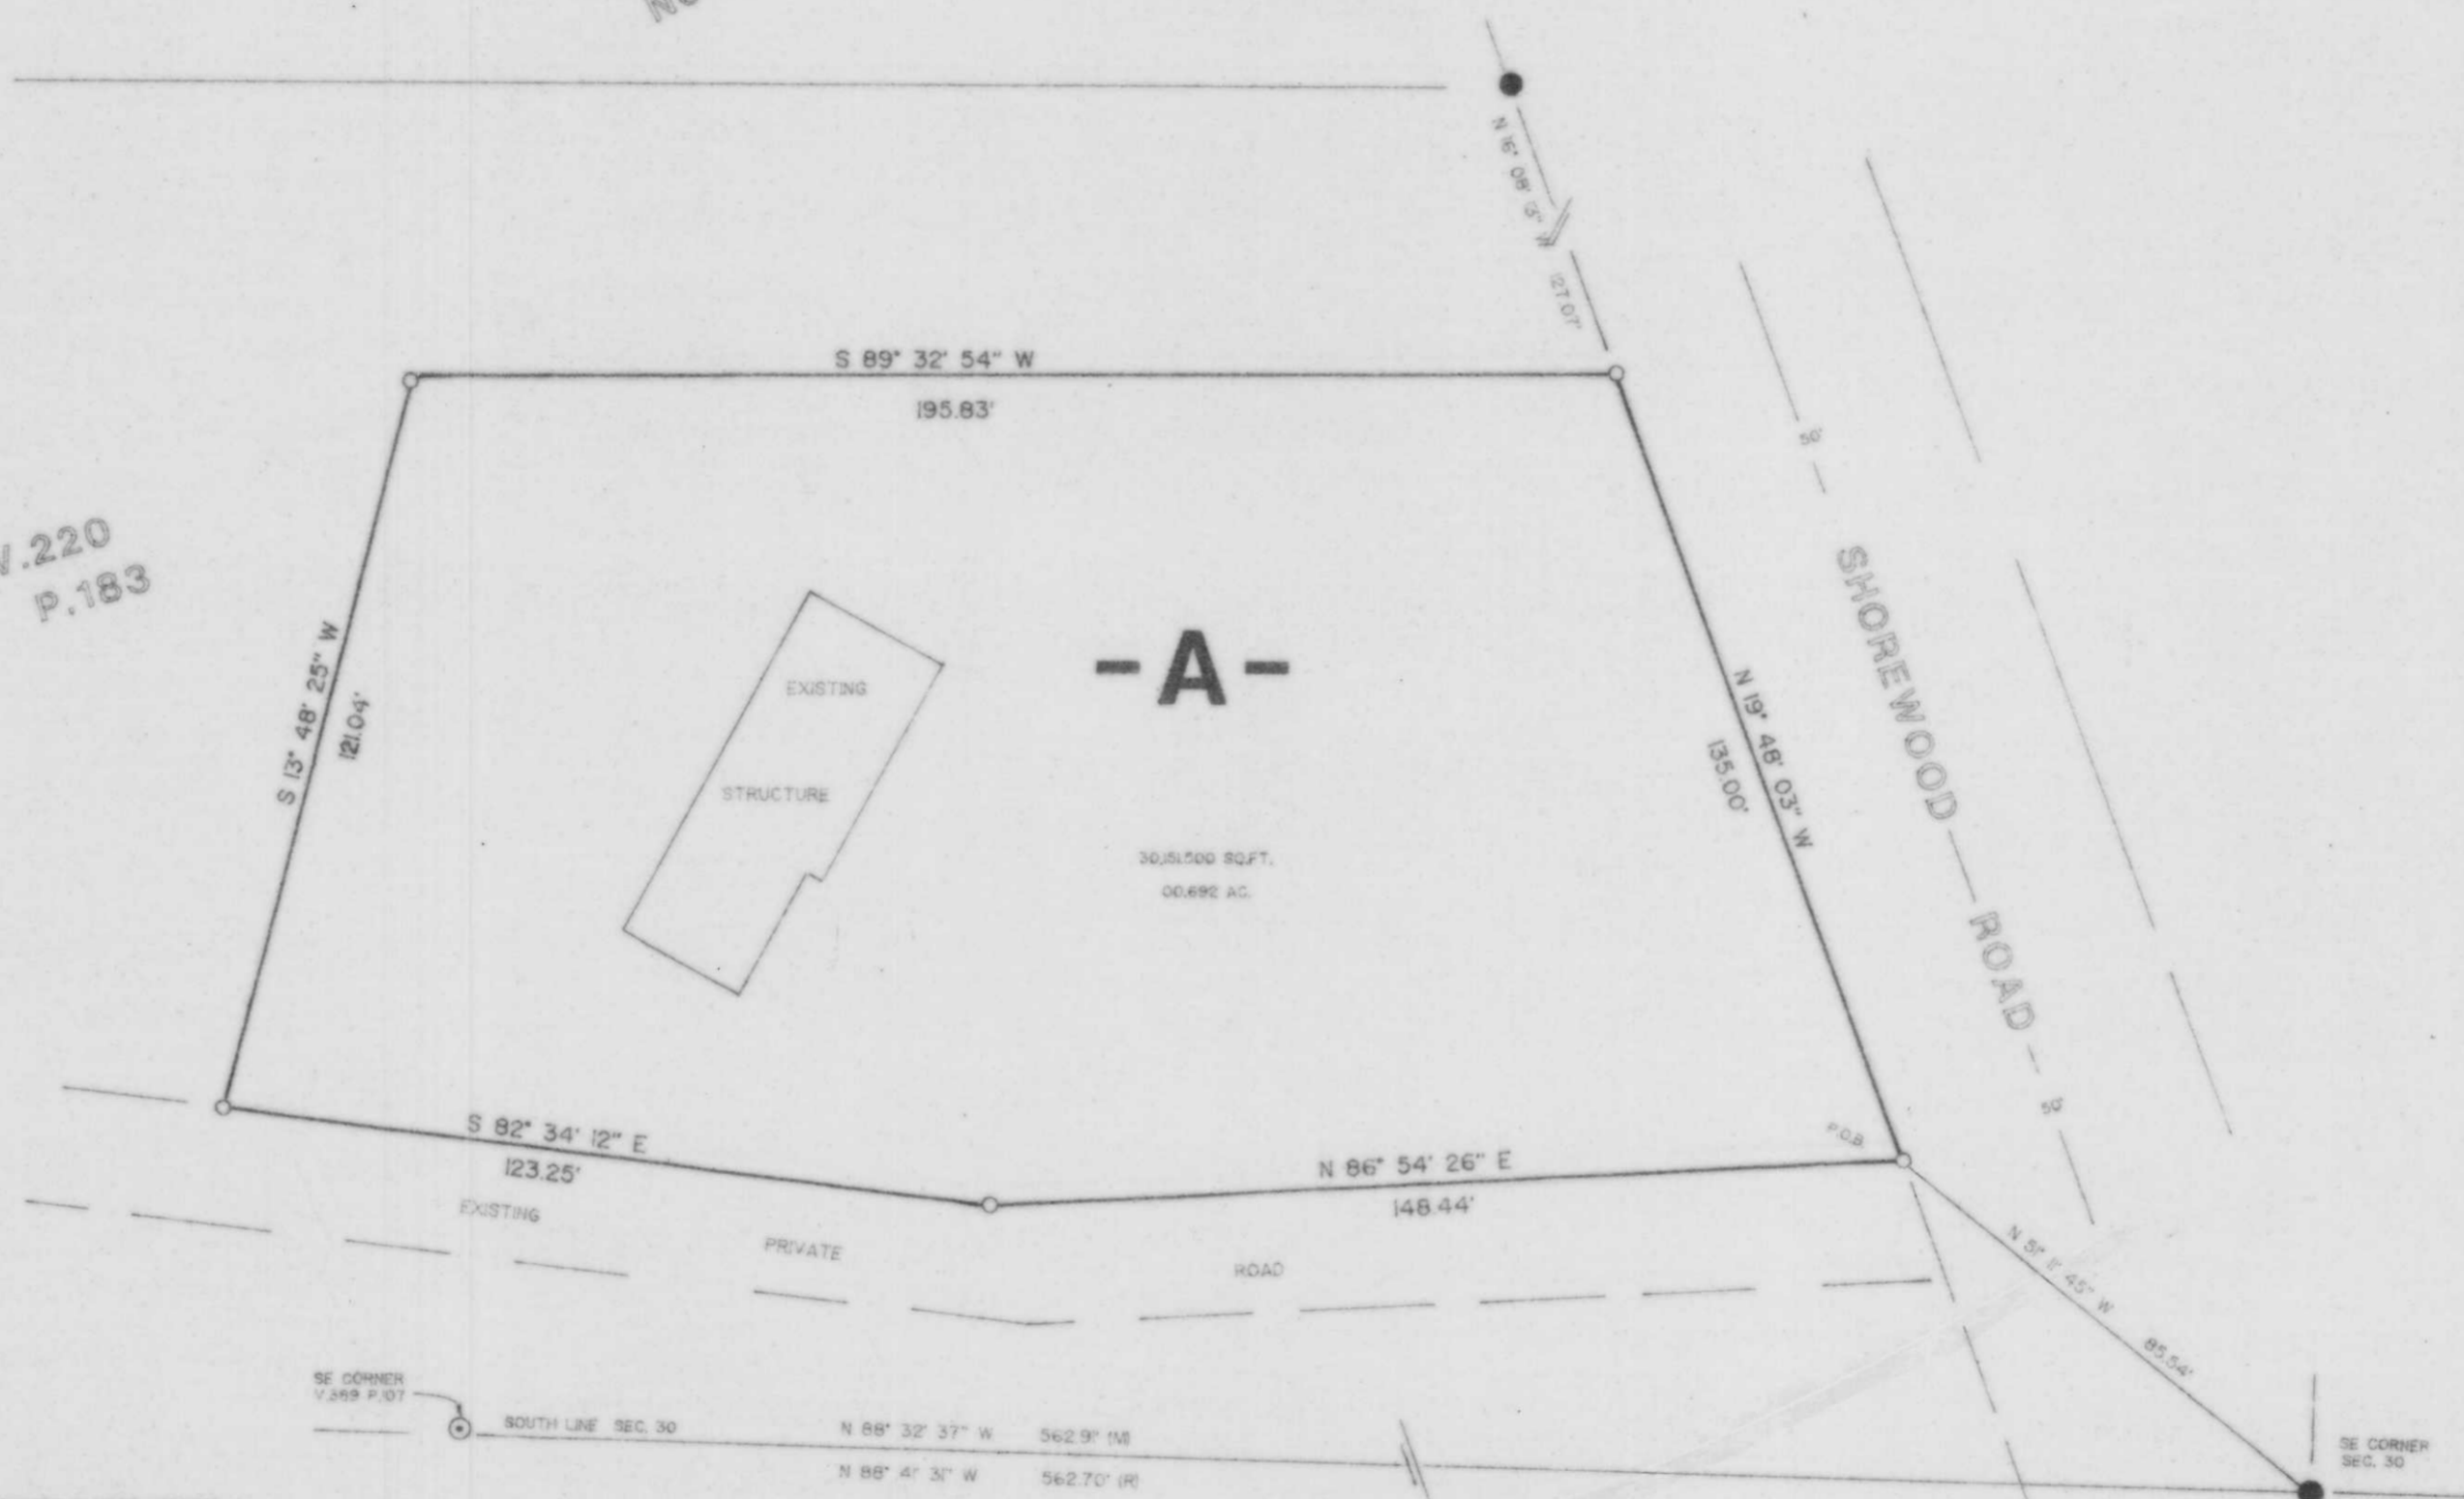 N 16° 08' 13" W 127.07'
S 89° 32' 54" W
195.83'
50'
V.220
P.183
S 13° 48' 25" W
121.04'
EXISTING
STRUCTURE
-A-
30,151.500 SQ.FT.
00.692 AC.
N 19° 48' 03" W
135.00'
SHOREWOOD ROAD
50'
P.O.B.
S 82° 34' 12" E
123.25'
N 86° 54' 26" E
148.44'
EXISTING PRIVATE ROAD
N 51° 11' 45" W 85.54'
SE CORNER
V.389 P.107
SOUTH LINE SEC. 30
N 88° 32' 37" W 562.91' (M)
N 88° 41' 31" W 562.70' (R)
SE CORNER
SEC. 30